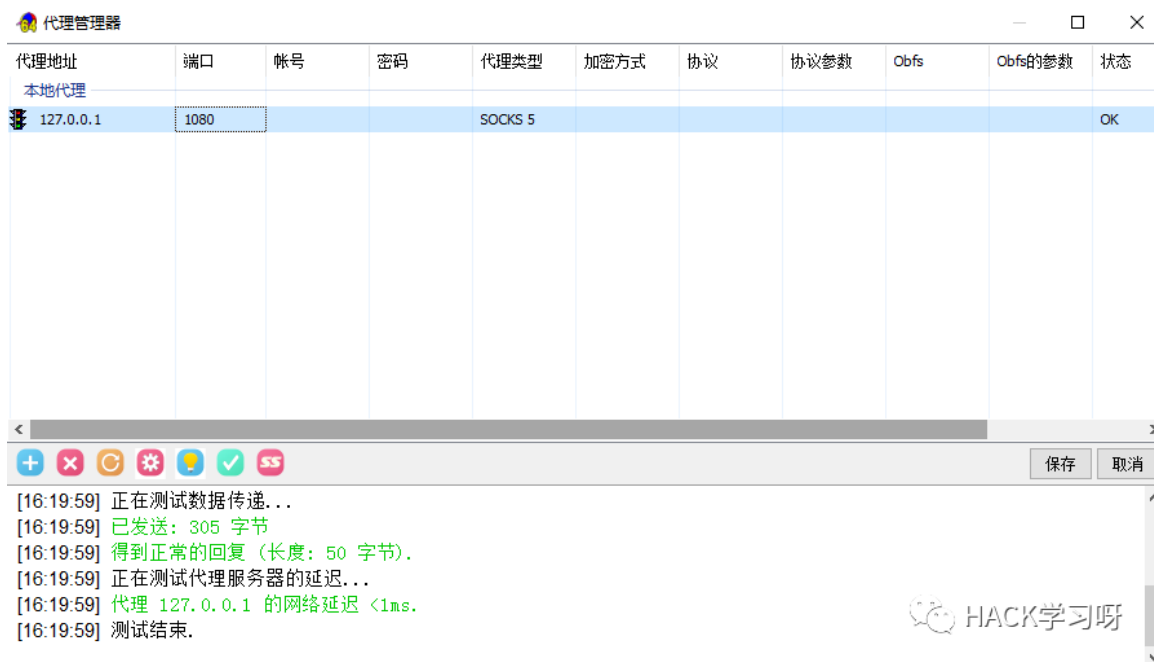 代理管理器
代理地址 端口 帐号 密码 代理类型 加密方式 协议 协议参数 Obfs Obfs的参数 状态
本地代理
127.0.0.1 1080 SOCKS 5 OK
保存 取消
[16:19:59] 正在测试数据传递...
[16:19:59] 已发送: 305 字节
[16:19:59] 得到正常的回复 (长度: 50 字节).
[16:19:59] 正在测试代理服务器的延迟...
[16:19:59] 代理 127.0.0.1 的网络延迟 <1ms.
[16:19:59] 测试结束.
HACK学习呀